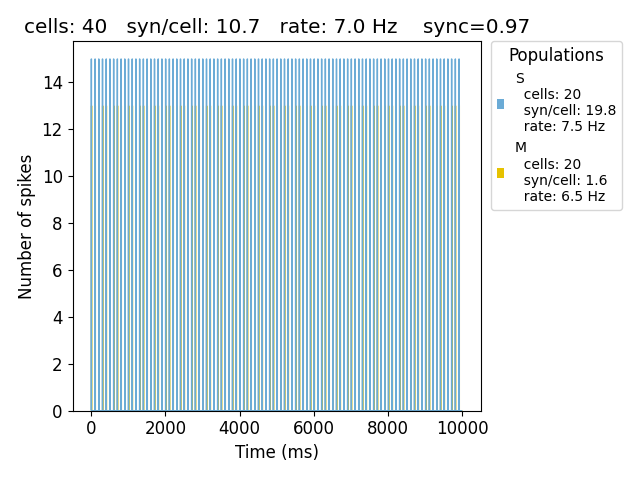 cells: 40   syn/cell: 10.7   rate: 7.0 Hz    sync=0.97
Number of spikes
14
12
10
8
6
4
2
0
0 2000 4000 6000 8000 10000
Time (ms)
Populations
S
cells: 20
syn/cell: 19.8
rate: 7.5 Hz
M
cells: 20
syn/cell: 1.6
rate: 6.5 Hz